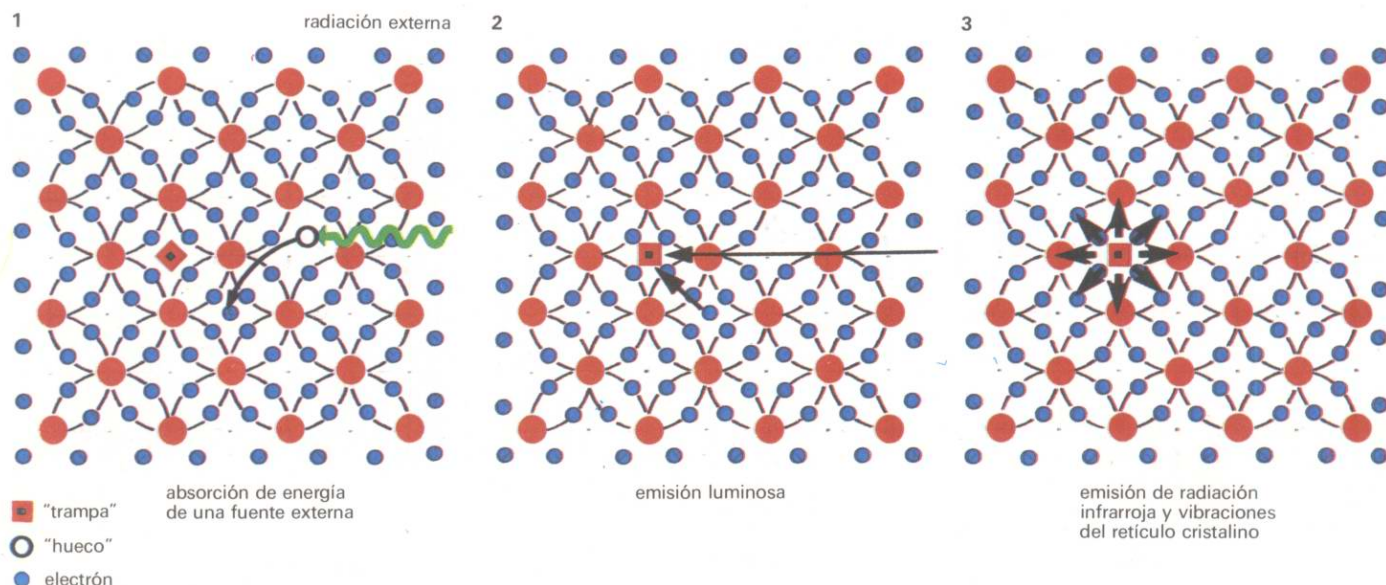 1
radiación externa
2
3
absorción de energía
de una fuente externa
emisión luminosa
emisión de radiación
infrarroja y vibraciones
del retículo cristalino
"trampa"
"hueco"
electrón